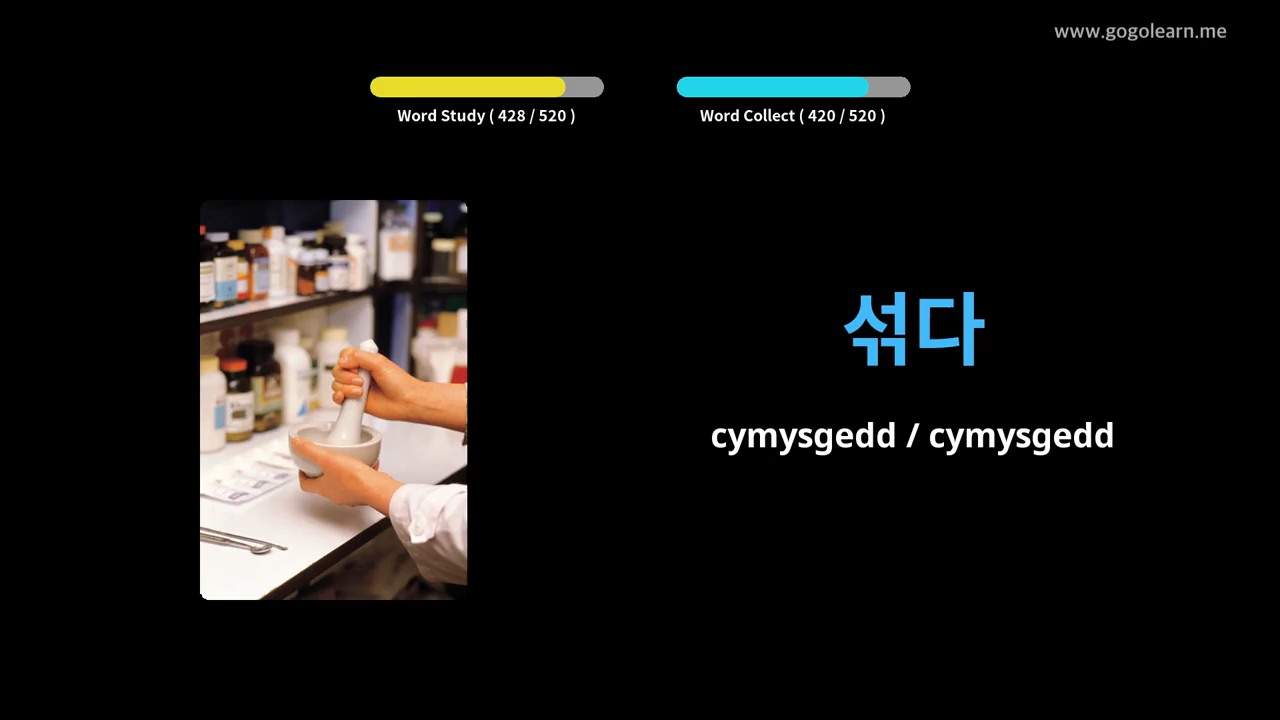 www.gogolearn.me
Word Study ( 428 / 520 )
Word Collect ( 420 / 520 )
섞다
cymysgedd / cymysgedd